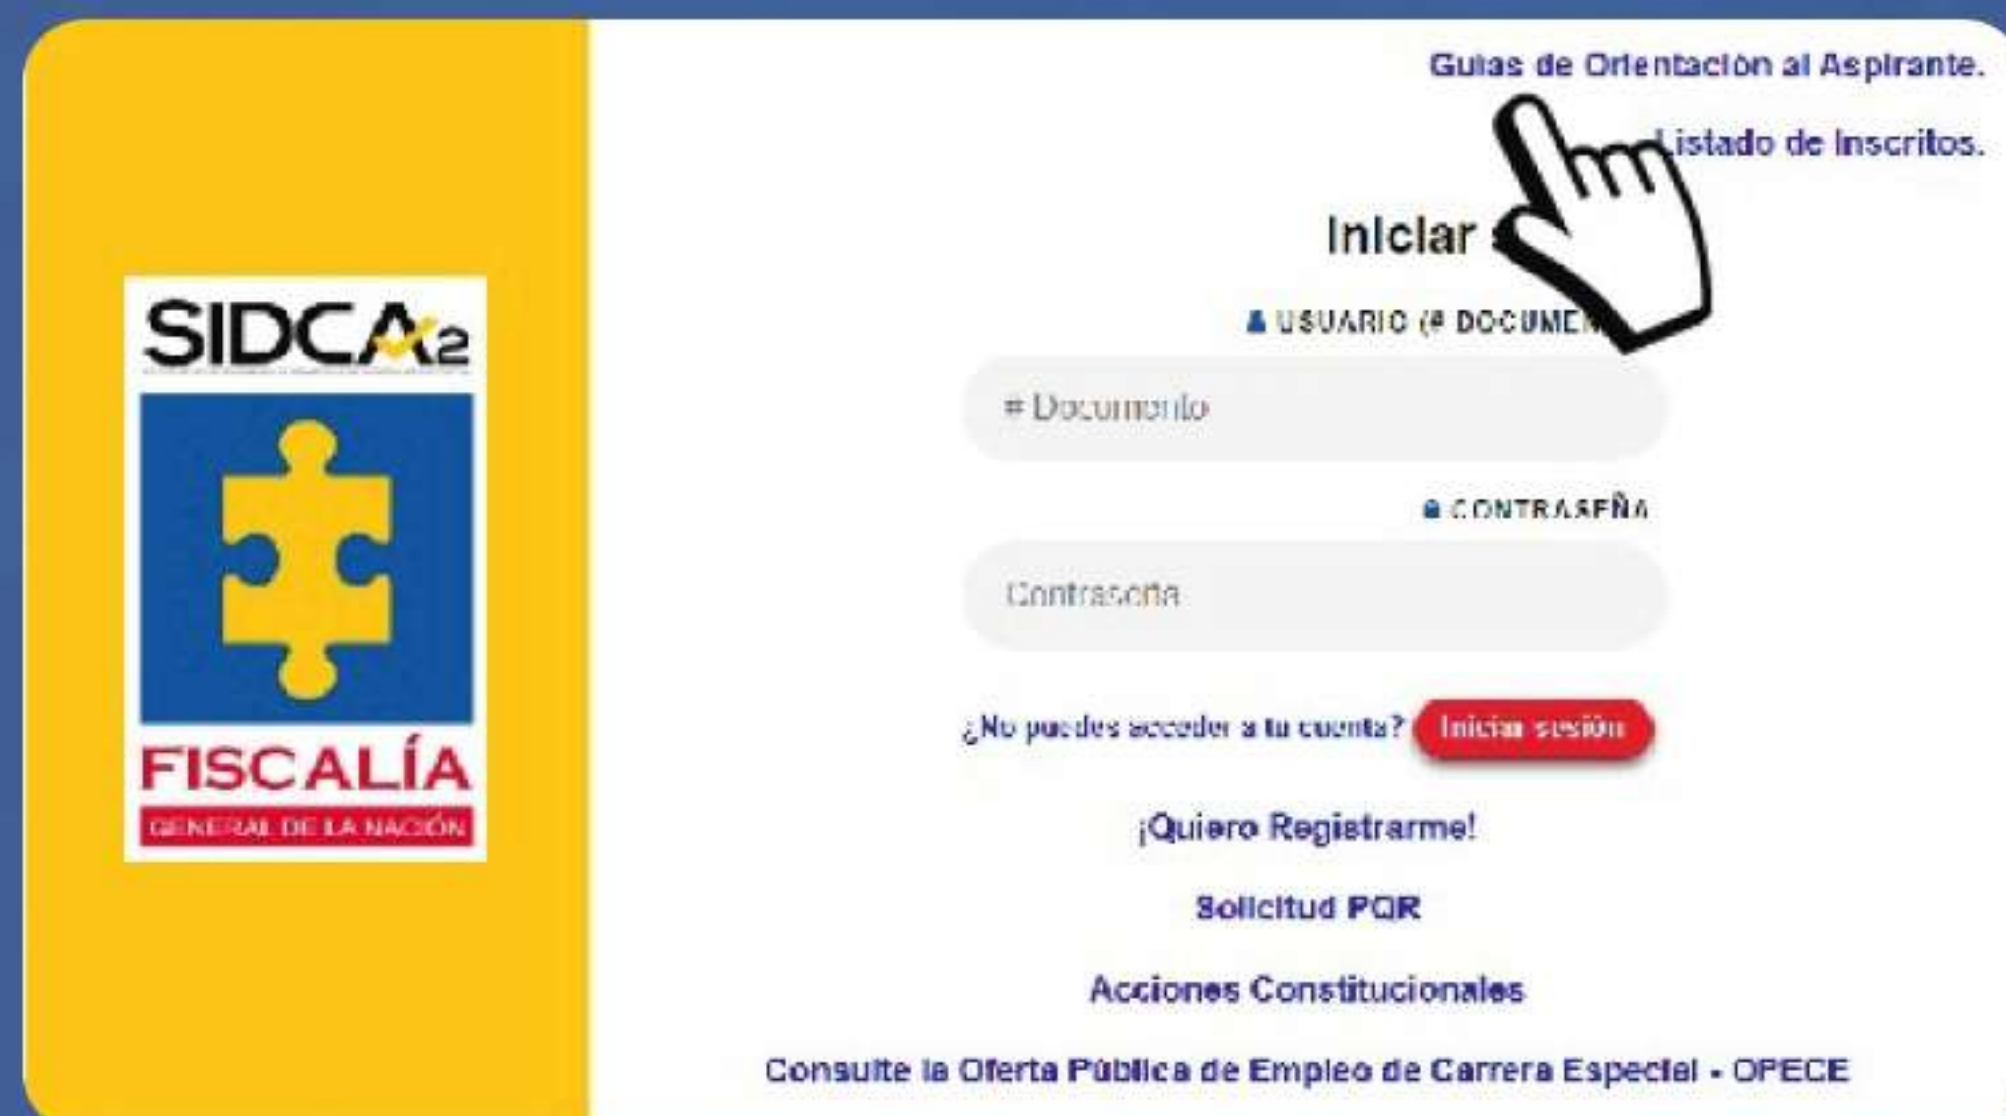 Guias de Orientación al Aspirante.
Listado de Inscritos.
Iniciar
USUARIO (# DOCUMEN
# Documento
CONTRASEÑA
Contraseña
¿No puedes acceder a tu cuenta? Iniciar sesión
¡Quiero Registrarme!
Solicitud PQR
Acciones Constitucionales
Consulte la Oferta Pública de Empleo de Carrera Especial - OPECE
SIDCA2
FISCALÍA
GENERAL DE LA NACIÓN